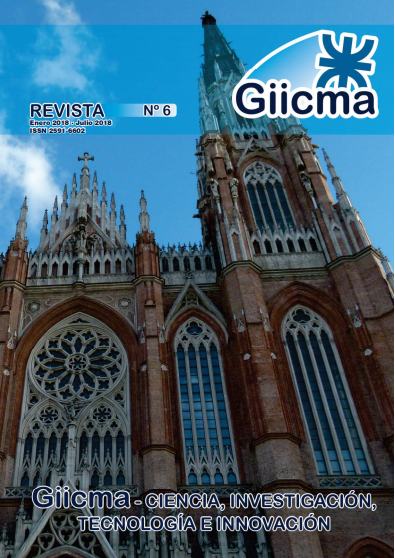 REVISTA Nº 6
Enero 2018 - Julio 2018
ISSN 2591-6602
Giicma
Giicma - CIENCIA, INVESTIGACIÓN,
TECNOLOGÍA E INNOVACIÓN